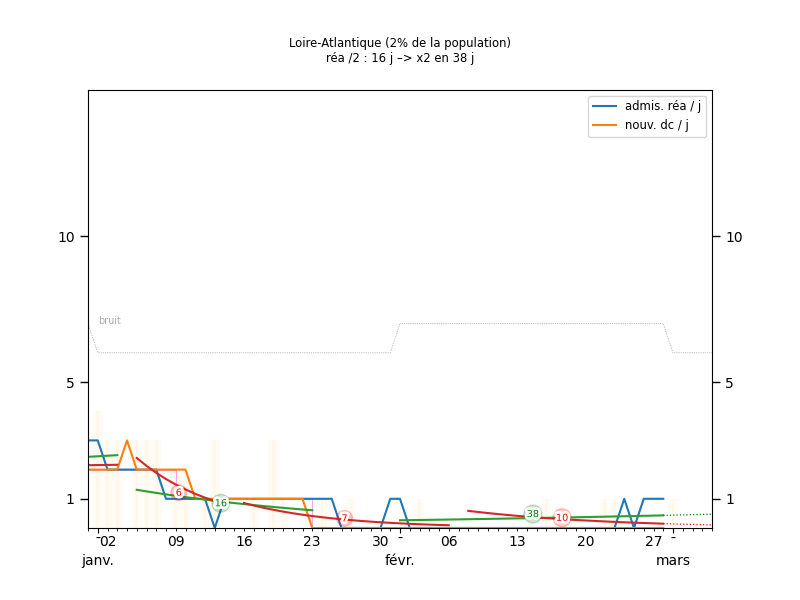 Loire-Atlantique (2% de la population)
réa /2 : 16 j –> x2 en 38 j
admis. réa / j
nouv. dc / j
10 10
bruit
5 5
6 16 7 38 10
1 1
02 09 16 23 30 06 13 20 27
janv. févr. mars